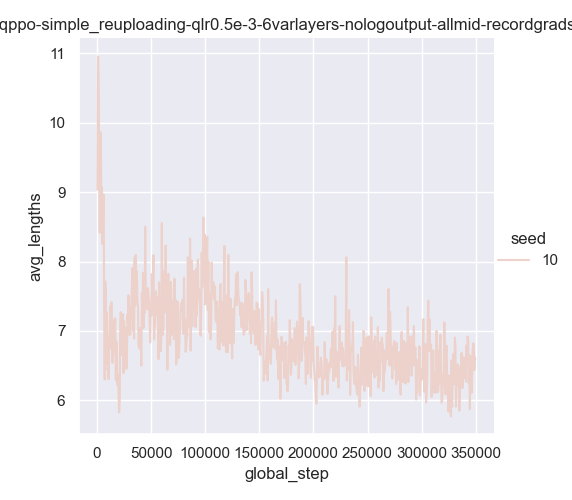 qppo-simple_reuploading-qlr0.5e-3-6varlayers-nologoutput-allmid-recordgrads
11
10
9
8
7
6
avg_lengths
seed
10
0 50000 100000 150000 200000 250000 300000 350000
global_step